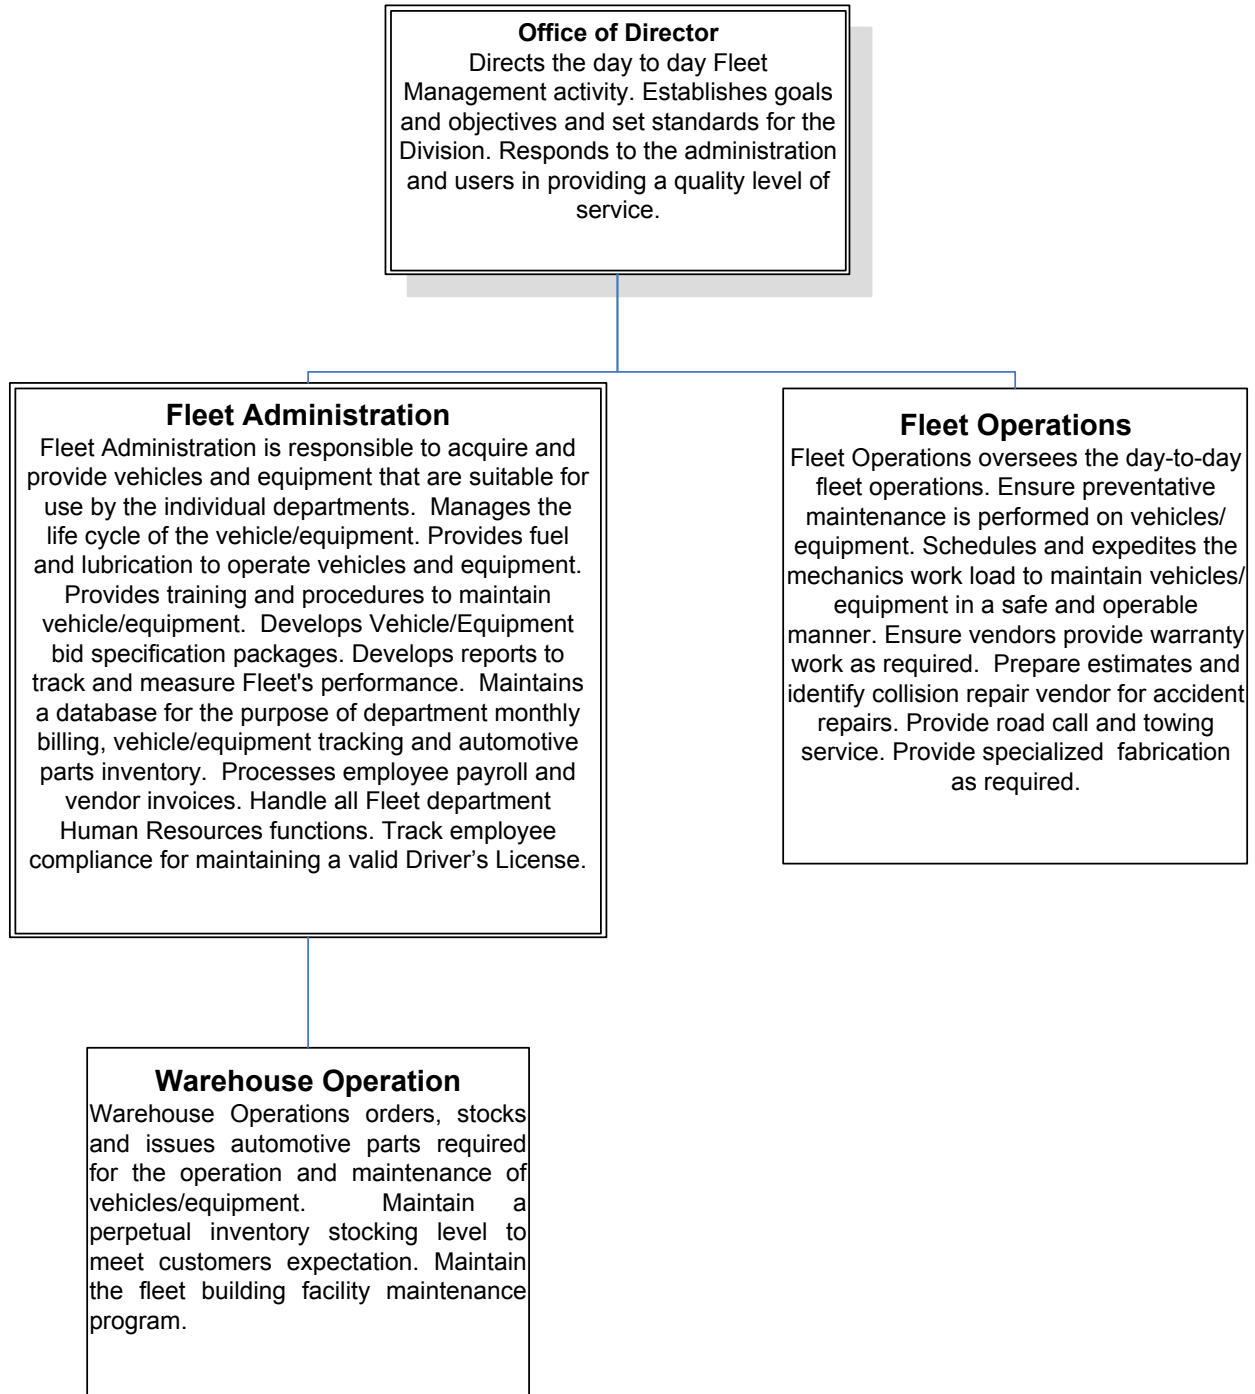 Office of Director
Directs the day to day Fleet
Management activity. Establishes goals
and objectives and set standards for the
Division. Responds to the administration
and users in providing a quality level of
service.
Fleet Administration
Fleet Administration is responsible to acquire and
provide vehicles and equipment that are suitable for
use by the individual departments.  Manages the
life cycle of the vehicle/equipment. Provides fuel
and lubrication to operate vehicles and equipment.
Provides training and procedures to maintain
vehicle/equipment.  Develops Vehicle/Equipment
bid specification packages. Develops reports to
track and measure Fleet's performance.  Maintains
a database for the purpose of department monthly
billing, vehicle/equipment tracking and automotive
parts inventory.  Processes employee payroll and
vendor invoices. Handle all Fleet department
Human Resources functions. Track employee
compliance for maintaining a valid Driver’s License.
Fleet Operations
Fleet Operations oversees the day-to-day
fleet operations. Ensure preventative
maintenance is performed on vehicles/
equipment. Schedules and expedites the
mechanics work load to maintain vehicles/
equipment in a safe and operable
manner. Ensure vendors provide warranty
work as required.  Prepare estimates and
identify collision repair vendor for accident
repairs. Provide road call and towing
service. Provide specialized  fabrication
as required.
Warehouse Operation
Warehouse Operations orders, stocks
and issues automotive parts required
for the operation and maintenance of
vehicles/equipment. Maintain a
perpetual inventory stocking level to
meet customers expectation. Maintain
the fleet building facility maintenance
program.